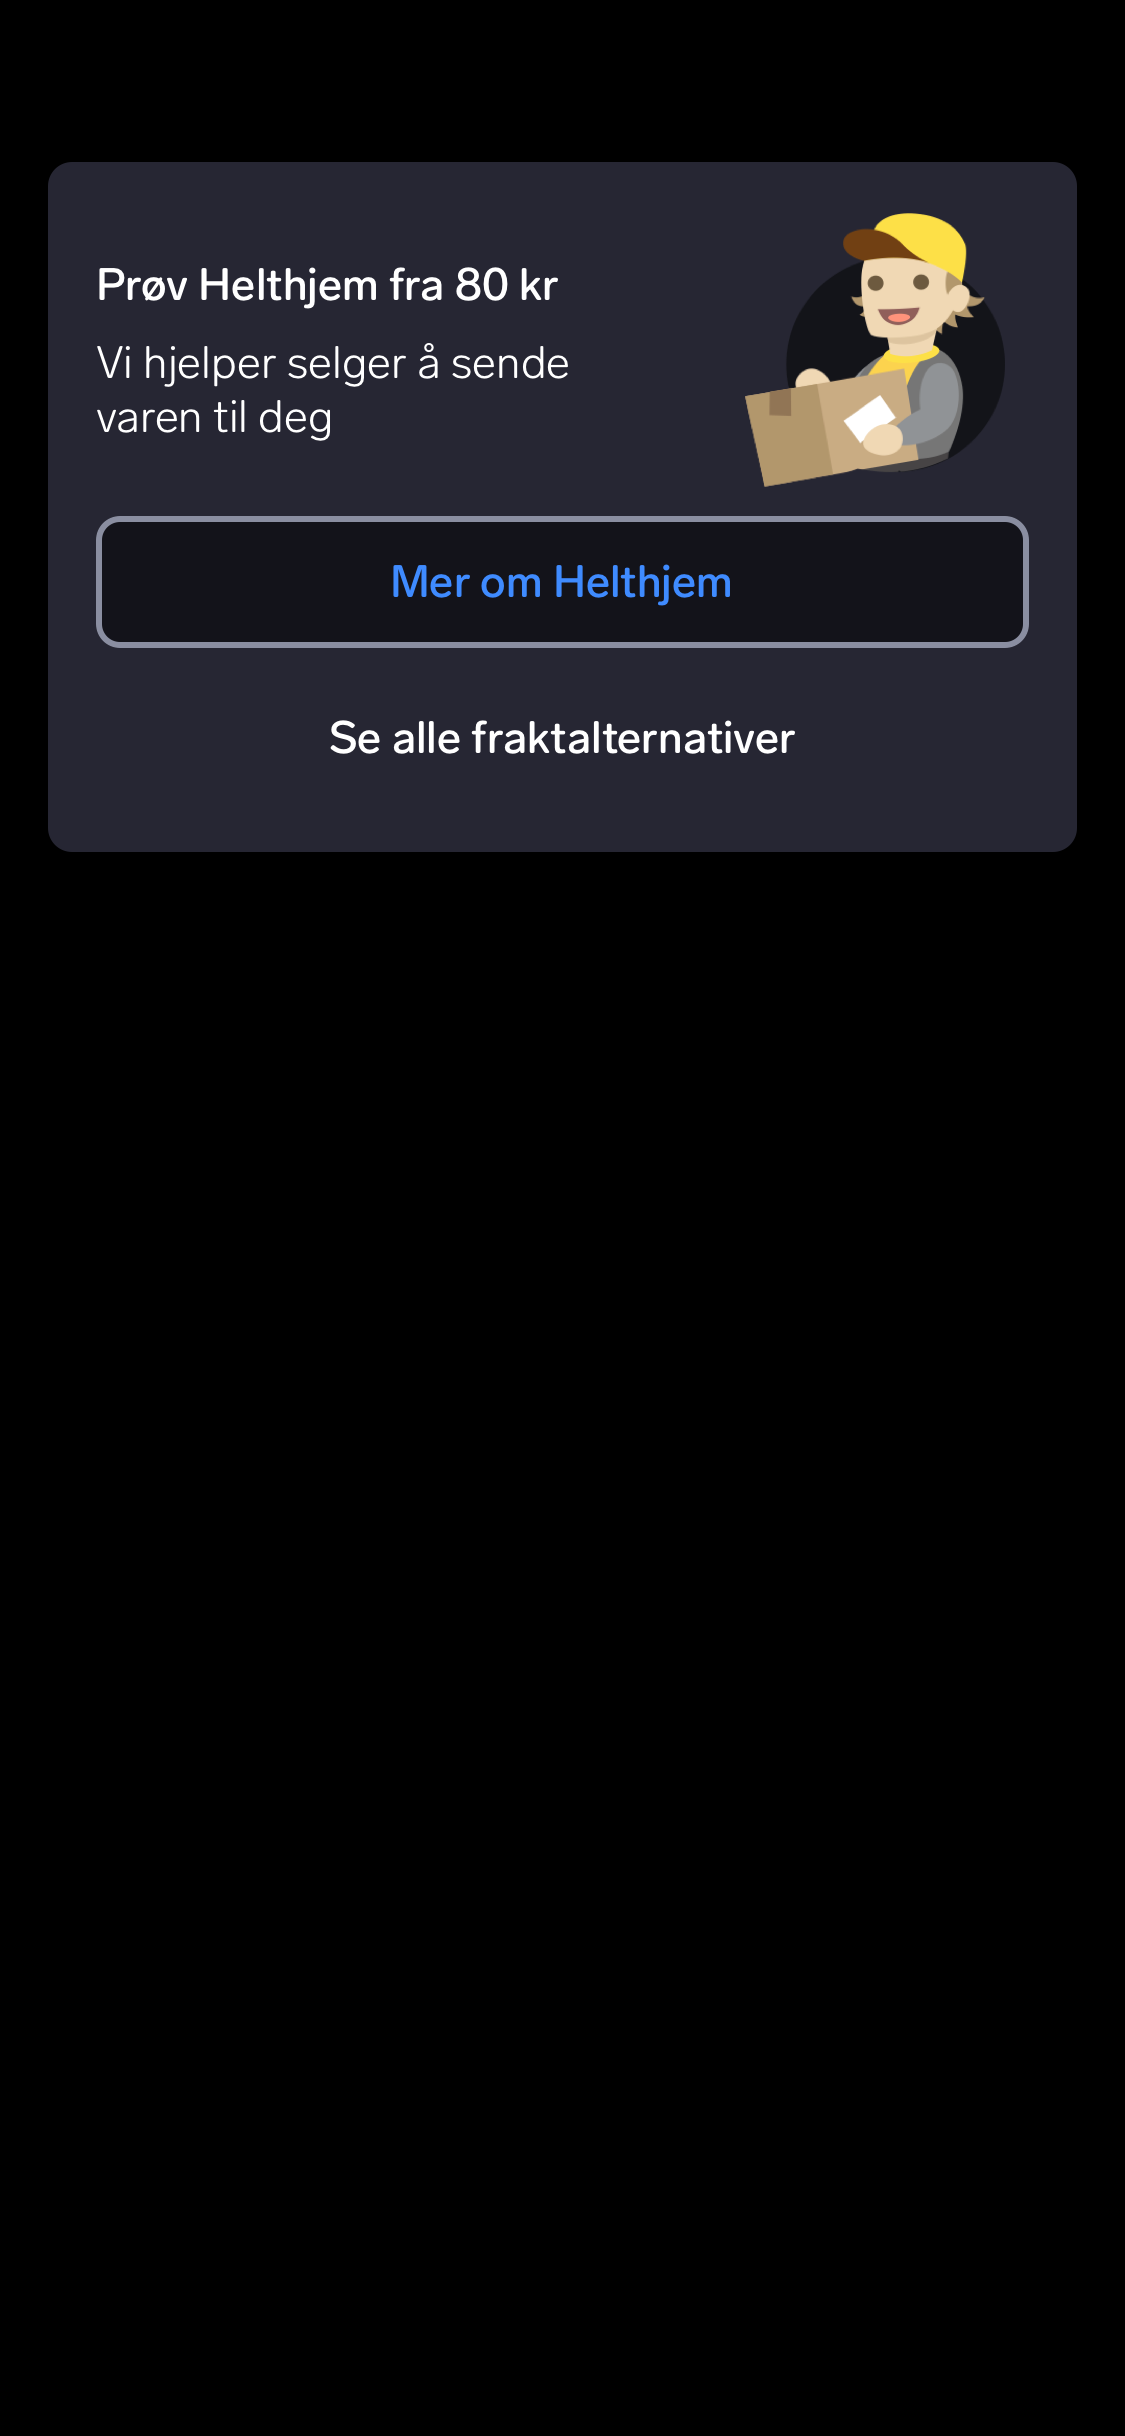 Prøv Helthjem fra 80 kr
Vi hjelper selger å sende
varen til deg
Mer om Helthjem
Se alle fraktalternativer